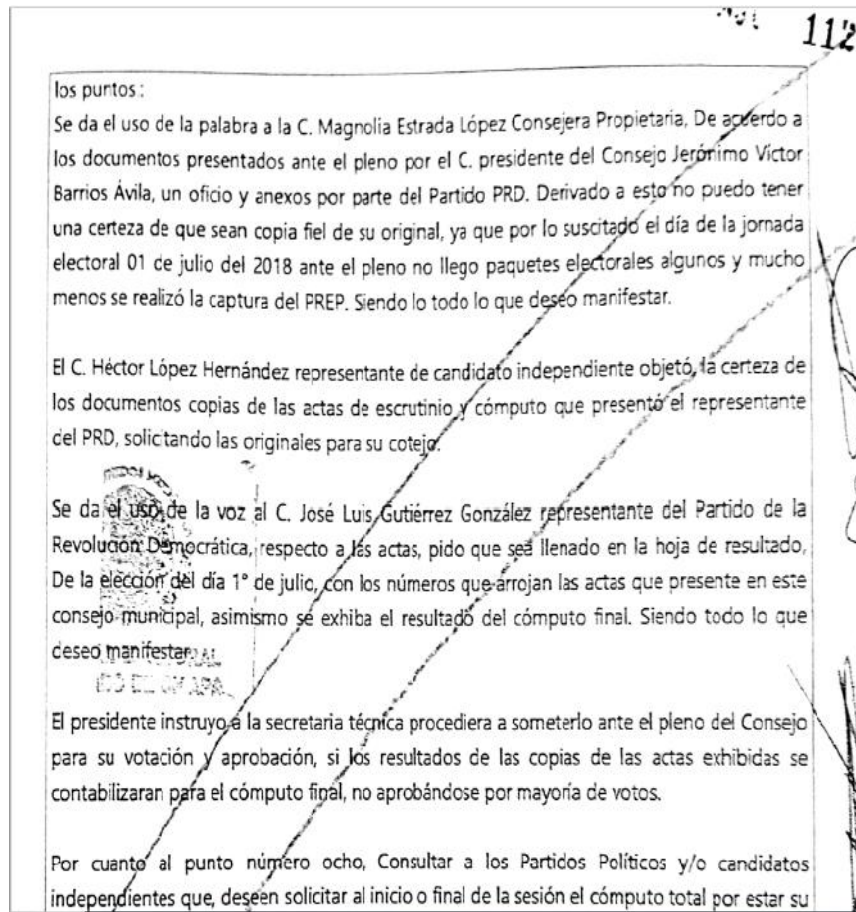 112
los puntos:
Se da el uso de la palabra a la C. Magnolia Estrada López Consejera Propietaria, De acuerdo a
los documentos presentados ante el pleno por el C. presidente del Consejo Jerónimo Víctor
Barrios Ávila, un oficio y anexos por parte del Partido PRD. Derivado a esto no puedo tener
una certeza de que sean copia fiel de su original, ya que por lo suscitado el día de la jornada
electoral 01 de julio del 2018 ante el pleno no llego paquetes electorales algunos y mucho
menos se realizó la captura del PREP. Siendo lo todo lo que deseo manifestar.
El C. Héctor López Hernández representante de candidato independiente objetó, la certeza de
los documentos copias de las actas de escrutinio y cómputo que presentó el representante
del PRD, solicitando las originales para su cotejo.
Se da el uso de la voz al C. José Luis Gutiérrez González representante del Partido de la
Revolución Democrática, respecto a las actas, pido que sea llenado en la hoja de resultado,
De la elección del día 1° de julio, con los números que arrojan las actas que presente en este
consejo municipal, asimismo se exhiba el resultado del cómputo final. Siendo todo lo que
deseo manifestar.
El presidente instruyo a la secretaria técnica procediera a someterlo ante el pleno del Consejo
para su votación y aprobación, si los resultados de las copias de las actas exhibidas se
contabilizaran para el cómputo final, no aprobándose por mayoría de votos.
Por cuanto al punto número ocho, Consultar a los Partidos Políticos y/o candidatos
independientes que, deseen solicitar al inicio o final de la sesión el cómputo total por estar su